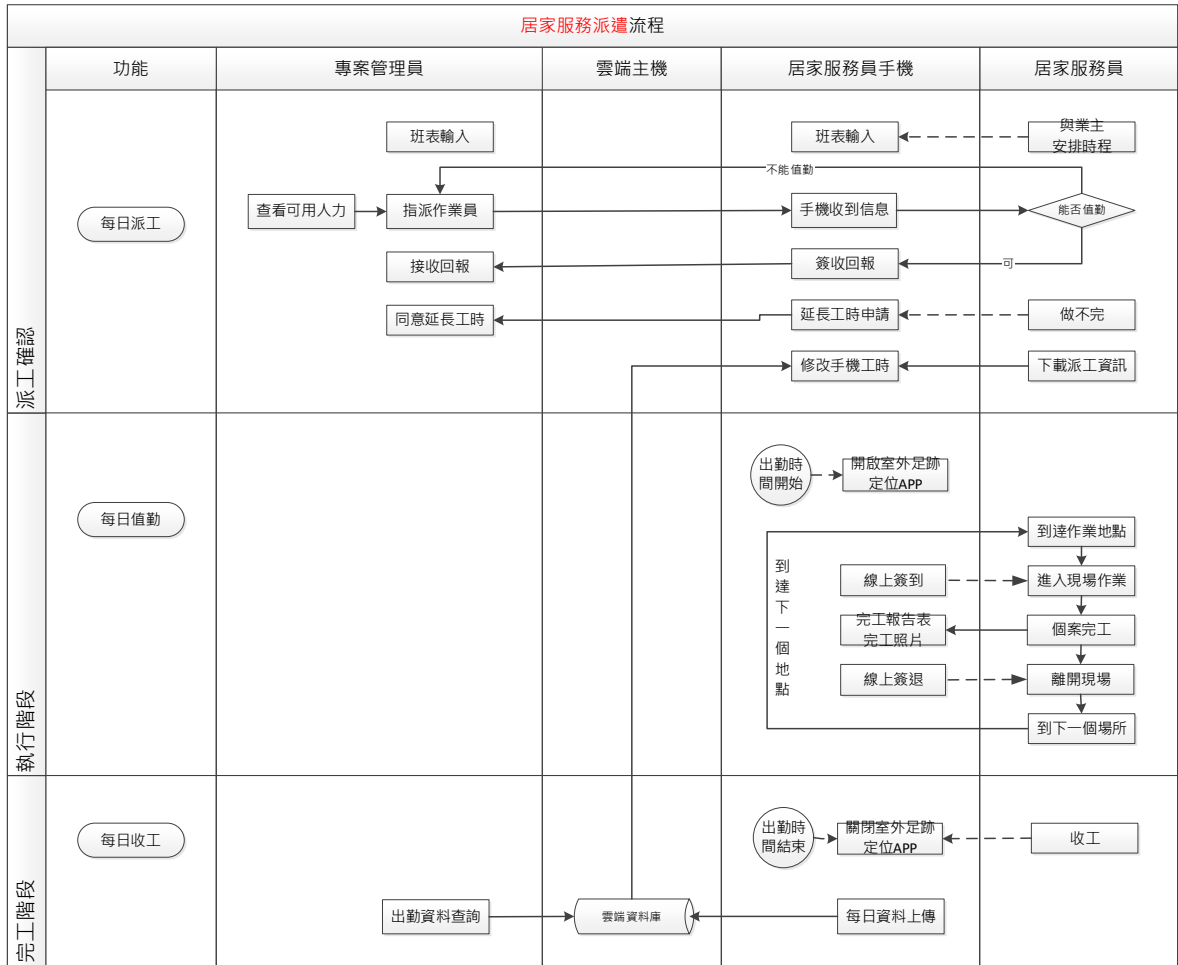 居家服務派遣流程
功能
專案管理員
雲端主機
居家服務員手機
居家服務員
派工確認
每日派工
班表輸入
班表輸入
與業主
安排時程
不能值勤
查看可用人力
指派作業員
手機收到信息
能否值勤
接收回報
簽收回報
可
同意延長工時
延長工時申請
做不完
修改手機工時
下載派工資訊
執行階段
每日值勤
出勤時
間開始
開啟室外足跡
定位APP
到達下一個地點
到達作業地點
線上簽到
進入現場作業
完工報告表
完工照片
個案完工
線上簽退
離開現場
到下一個場所
完工階段
每日收工
出勤時
間結束
關閉室外足跡
定位APP
收工
出勤資料查詢
雲端資料庫
每日資料上傳